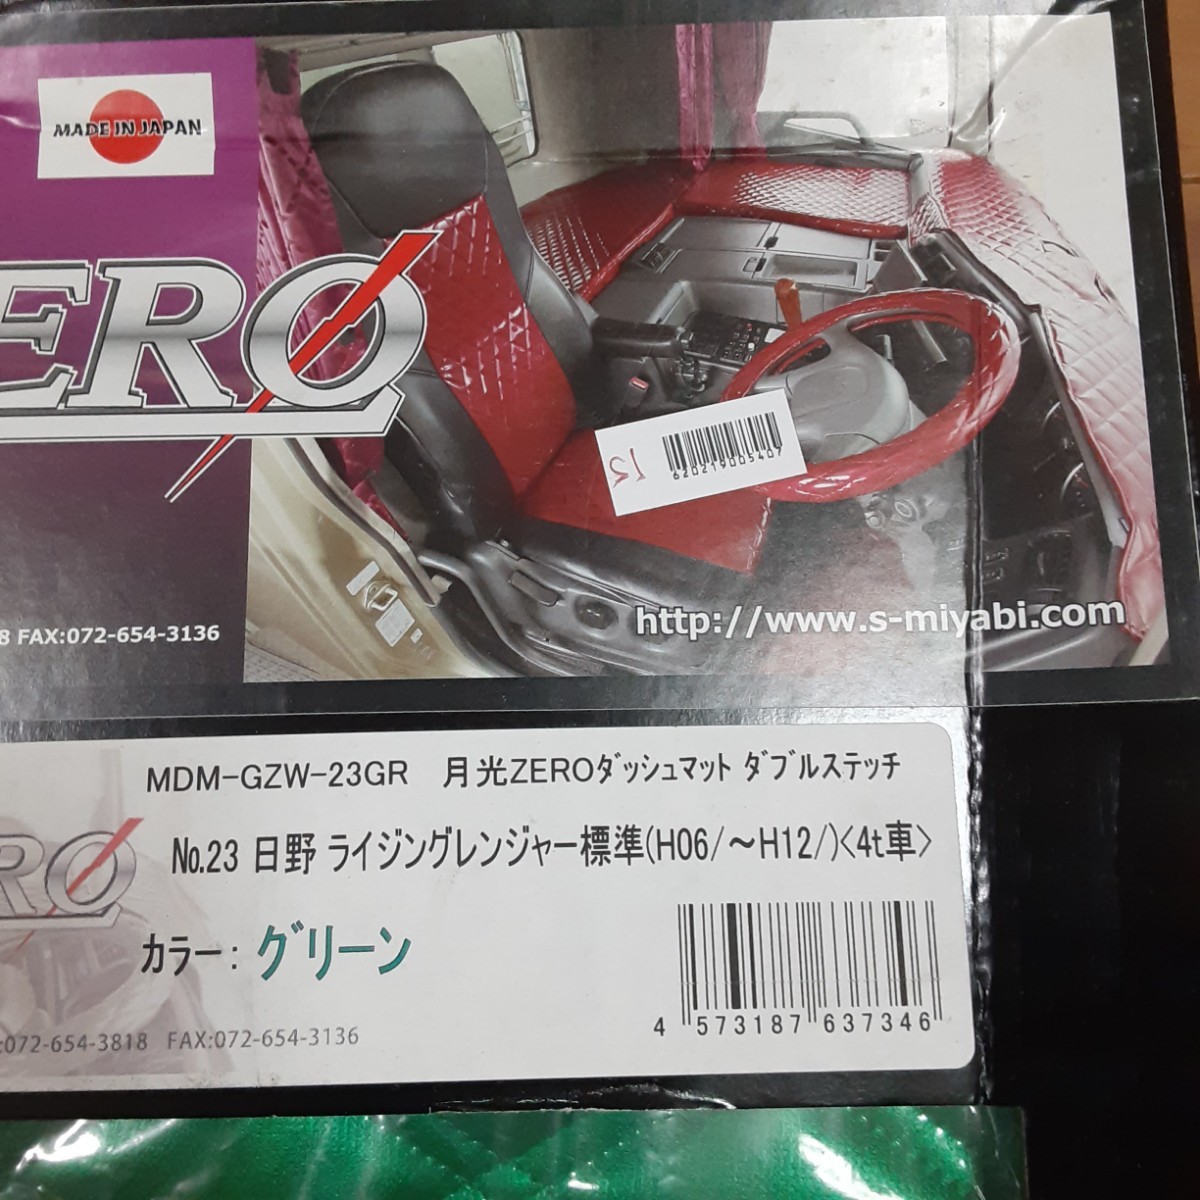 MADE IN JAPAN
ERO
15
620219005407
8 FAX:072-654-3136
http://www.s-miyabi.com
MDM-GZW-23GR 月光ZEROダッシュマット ダブルステッチ
No.23 日野 ライジングレンジャー標準(H06/～H12/)<4t車>
RO
カラー: グリーン
4 573187 637346
:072-654-3818 FAX:072-654-3136